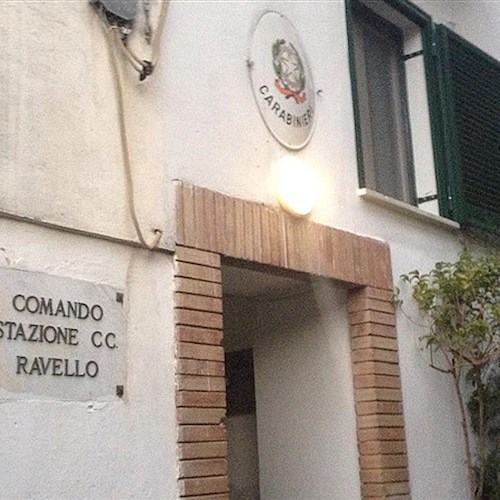 CARABINIERI
COMANDO
STAZIONE C C.
RAVELLO